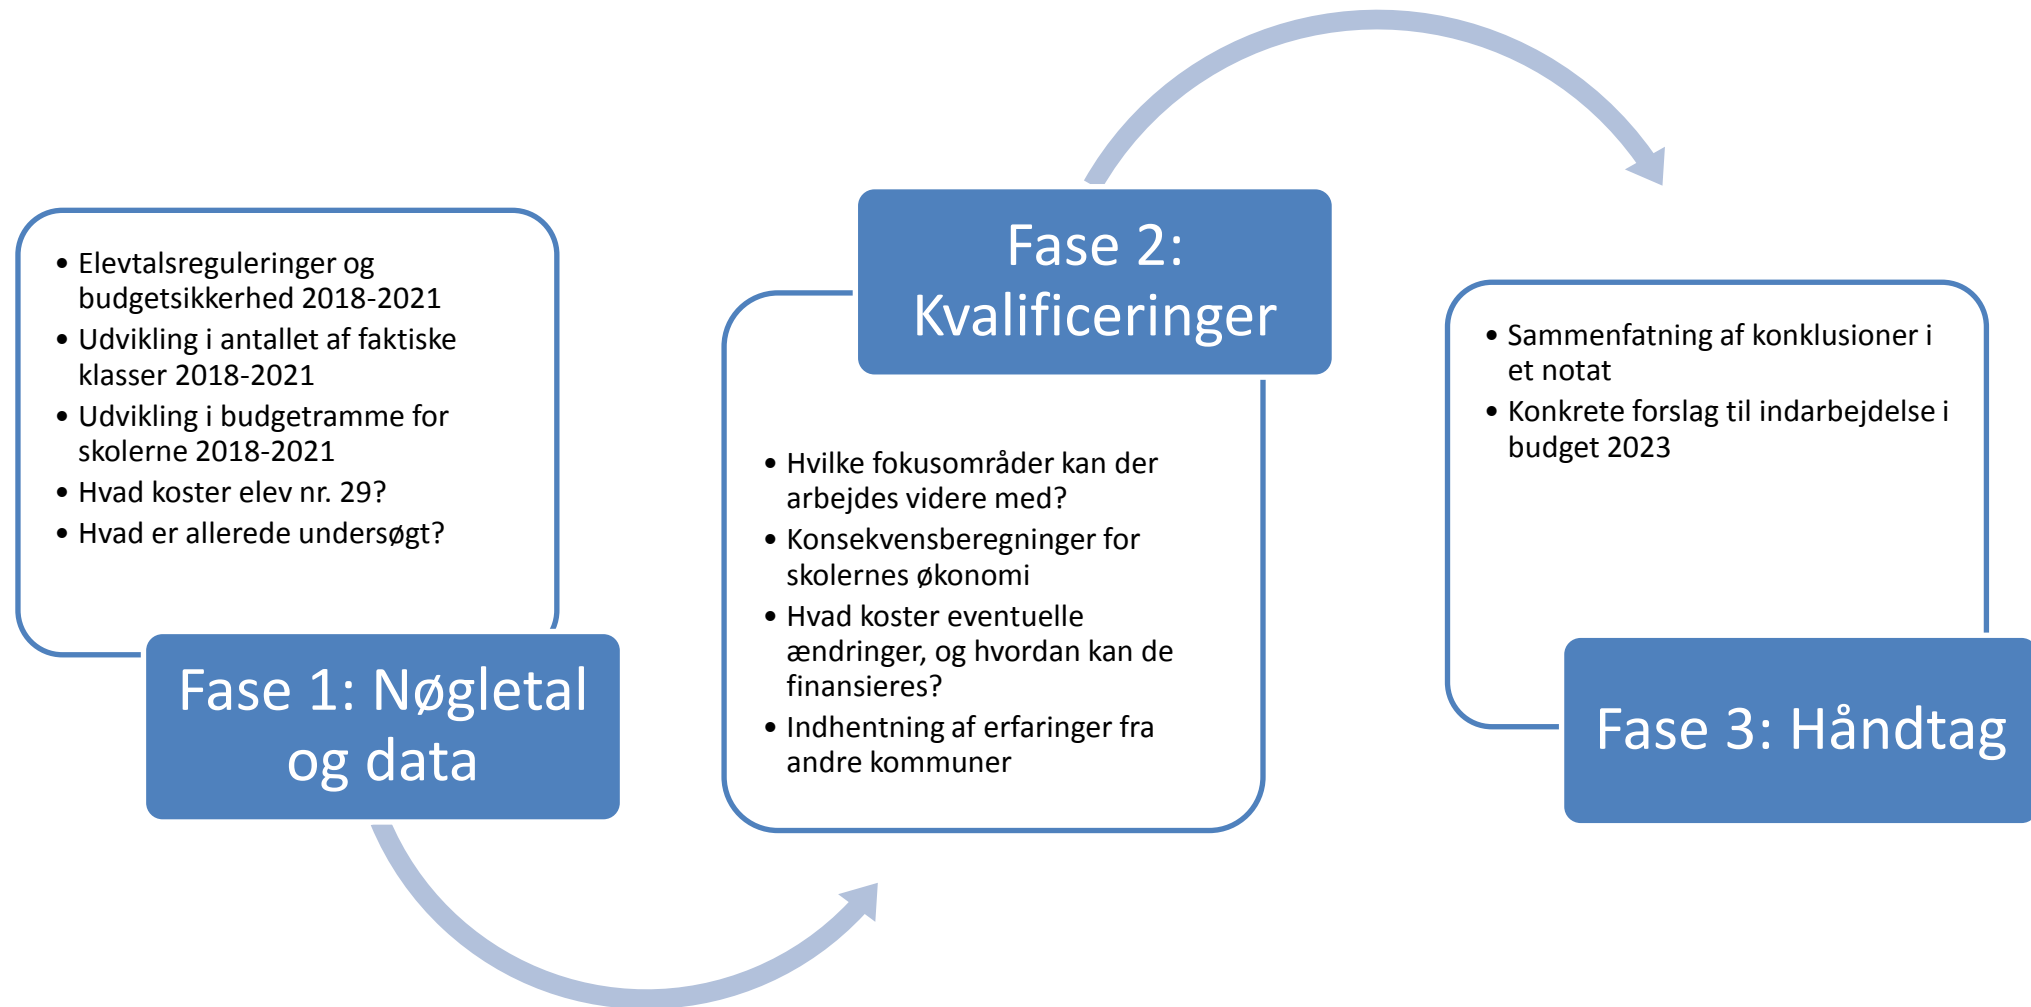 • Elevtalsreguleringer og
budgetsikkerhed 2018-2021
• Udvikling i antallet af faktiske
klasser 2018-2021
• Udvikling i budgetramme for
skolerne 2018-2021
• Hvad koster elev nr. 29?
• Hvad er allerede undersøgt?
Fase 1: Nøgletal
og data
Fase 2:
Kvalificeringer
• Hvilke fokusområder kan der
arbejdes videre med?
• Konsekvensberegninger for
skolernes økonomi
• Hvad koster eventuelle
ændringer, og hvordan kan de
finansieres?
• Indhentning af erfaringer fra
andre kommuner
• Sammenfatning af konklusioner i
et notat
• Konkrete forslag til indarbejdelse i
budget 2023
Fase 3: Håndtag